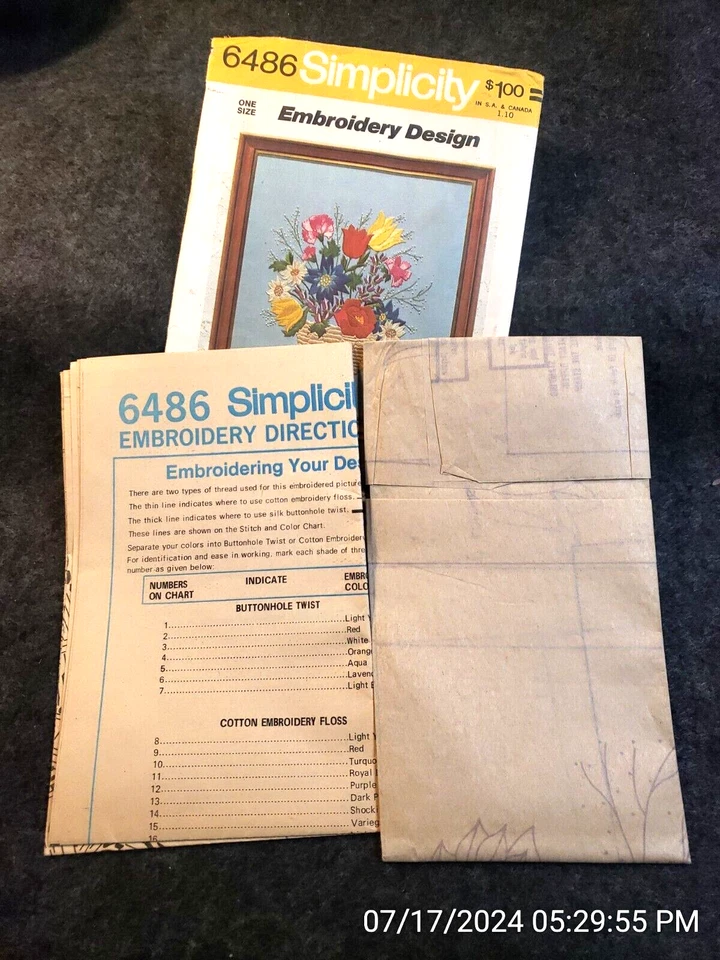 6486 Simplicity $1.00
IN S.A. & CANADA
1.10
ONE
SIZE
Embroidery Design
6486 Simplici
EMBROIDERY DIRECTIO
Embroidering Your Des
There are two types of thread used for this embroidered picture
The thin line indicates where to use cotton embroidery floss.
The thick line indicates where to use silk buttonhole twist.
These lines are shown on the Stitch and Color Chart.
Separate your colors into Buttonhole Twist or Cotton Embroider
For identification and ease in working, mark each shade of thre
number as given below:
NUMBERS INDICATE EMBR
ON CHART COLO
BUTTONHOLE TWIST
1 Light Y
2 Red
3 White
4 Orang
5 Aqua
6 Laven
7 Light B
COTTON EMBROIDERY FLOSS
8 Light Y
9 Red
10 Turquo
11 Royal
12 Purple
13 Dark P
14 Shock
15 Varieg
16
07/17/2024 05:29:55 PM